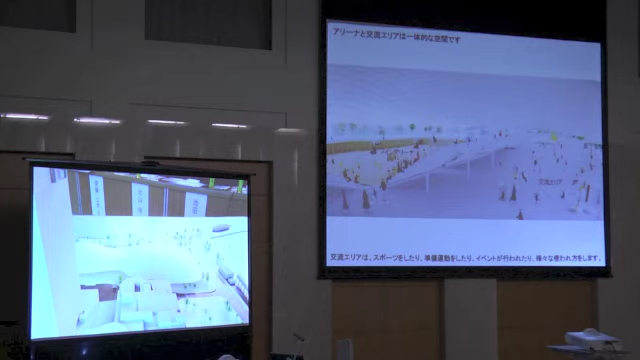 アリーナと交流エリアは一体的な空間です
交流エリアは、スポーツをしたり、準備運動をしたり、イベントが行われたり、様々な使われ方をします。